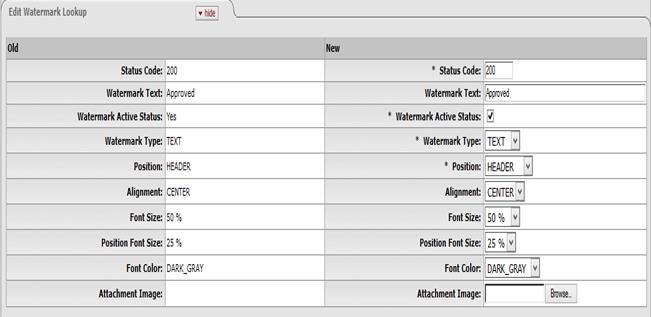 Edit Watermark Lookup ▼ hide
Old New
Status Code: 200 * Status Code: 200
Watermark Text: Approved Watermark Text: Approved
Watermark Active Status: Yes * Watermark Active Status:
Watermark Type: TEXT * Watermark Type: TEXT
Position: HEADER * Position: HEADER
Alignment: CENTER Alignment: CENTER
Font Size: 50 % Font Size: 50 %
Position Font Size: 25 % Position Font Size: 25 %
Font Color: DARK_GRAY Font Color: DARK_GRAY
Attachment Image: Attachment Image: Browse...